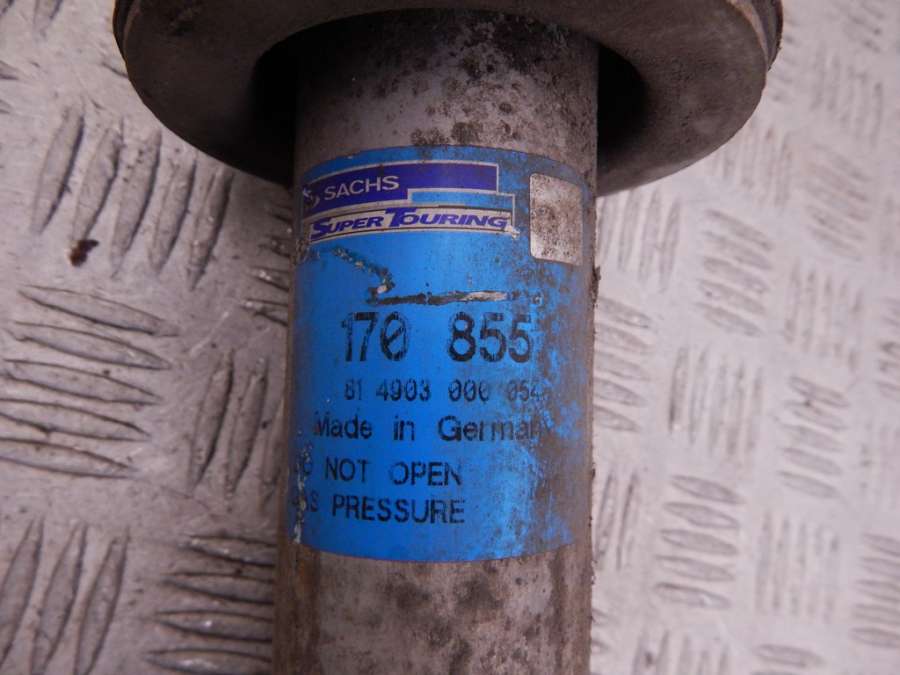 SACHS
SUPER TOURING
170 855
81 4903 000 054
Made in German
NOT OPEN
PRESSURE